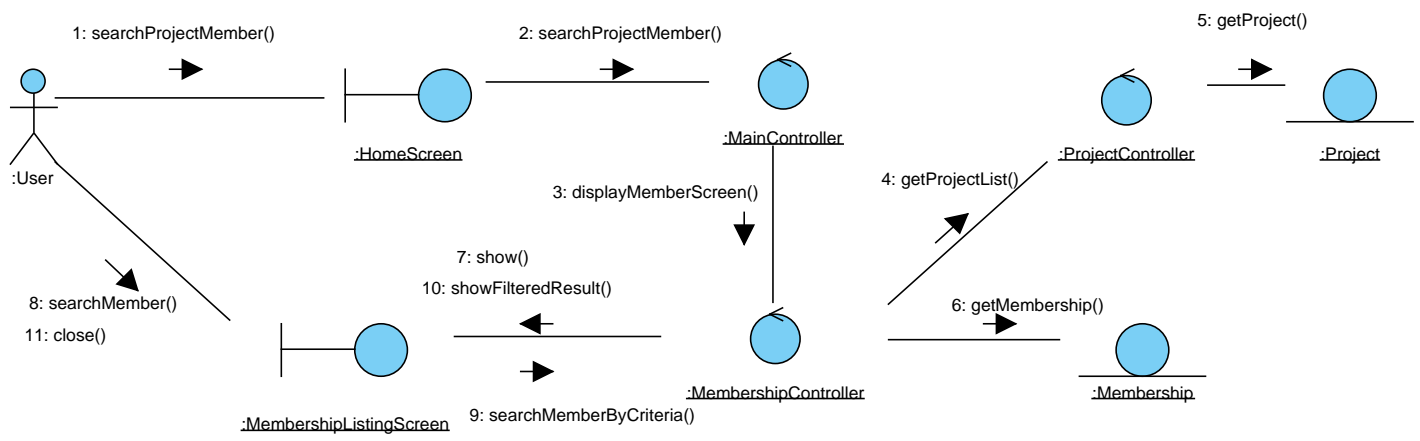 1: searchProjectMember()
2: searchProjectMember()
5: getProject()
:HomeScreen
:MainController
:ProjectController
:Project
:User
3: displayMemberScreen()
4: getProjectList()
7: show()
10: showFilteredResult()
8: searchMember()
11: close()
6: getMembership()
:MembershipController
:Membership
:MembershipListingScreen
9: searchMemberByCriteria()